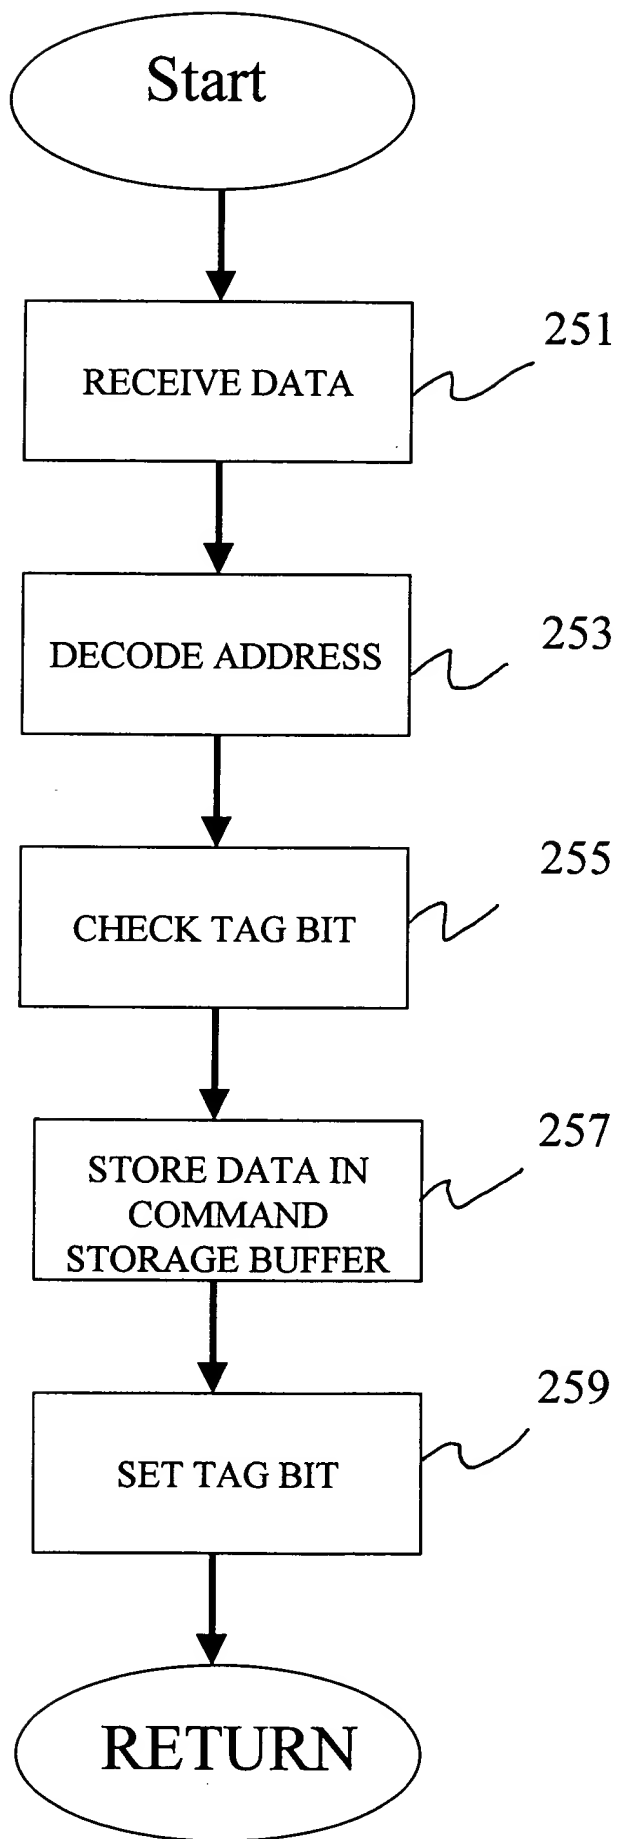 Start
RECEIVE DATA
251
DECODE ADDRESS
253
CHECK TAG BIT
255
STORE DATA IN
COMMAND
STORAGE BUFFER
257
SET TAG BIT
259
RETURN